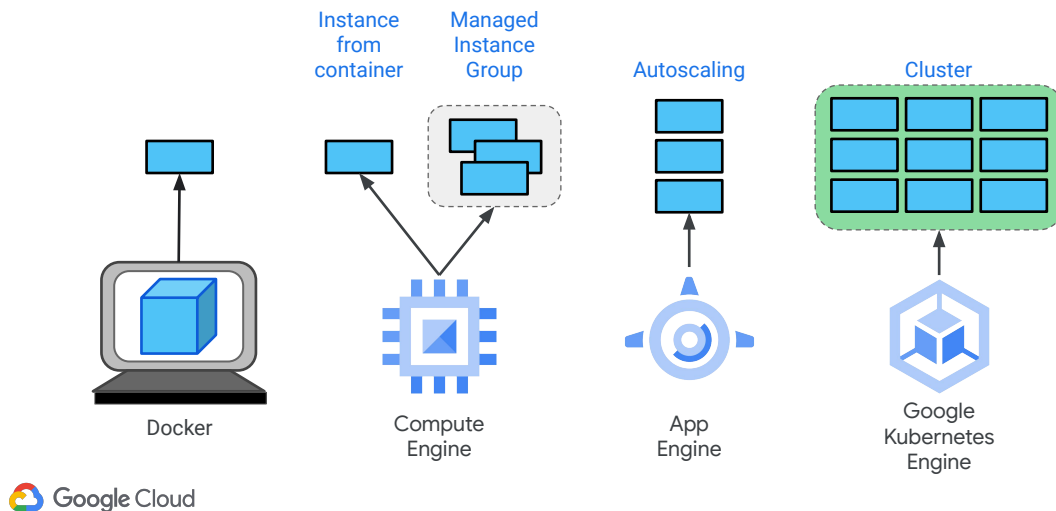 Instance
from
container
Managed
Instance
Group
Autoscaling
Cluster
Docker
Compute
Engine
App
Engine
Google
Kubernetes
Engine
Google Cloud